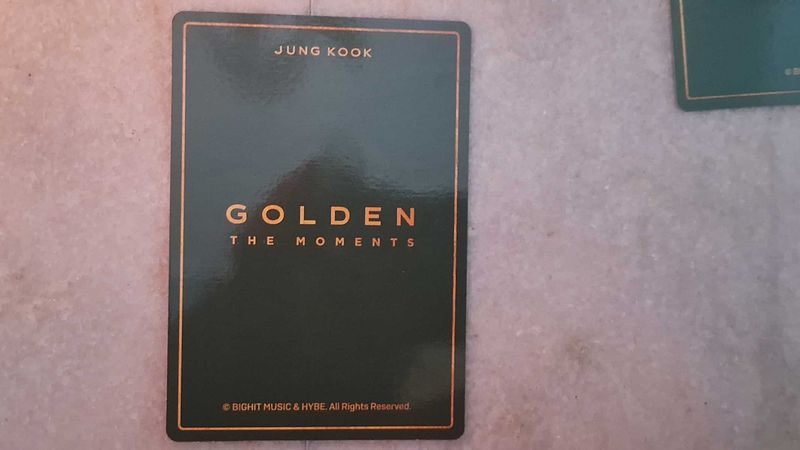 JUNG KOOK
GOLDEN
THE MOMENTS
© BIGHIT MUSIC & HYBE. All Rights Reserved.